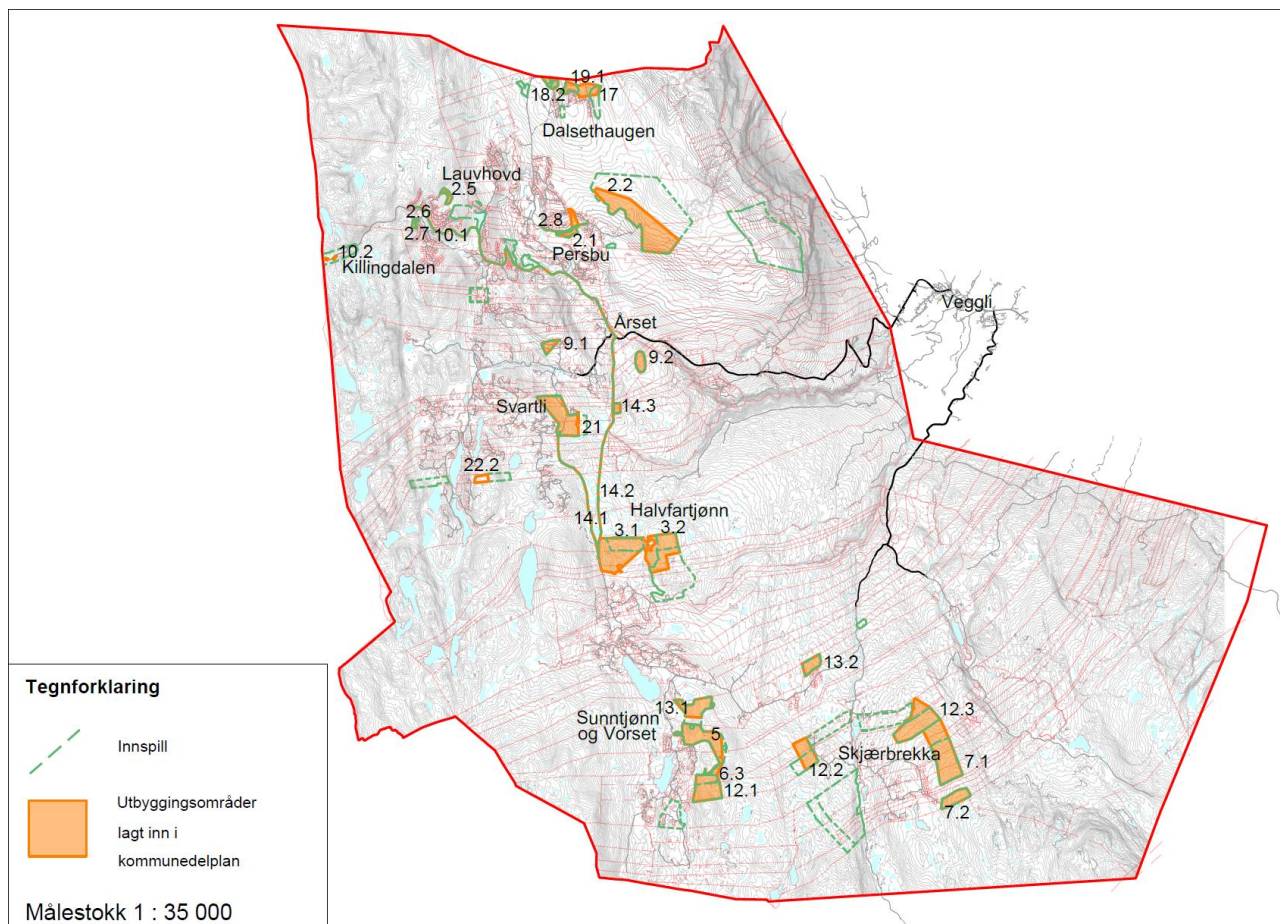 19.1
18.2
17
Dalsethaugen
Lauvhovd
2.5
2.2
2.6
2.8
2.7
10.1
2.1
Persbu
10.2
Killingdalen
Veggli
Årset
9.1
9.2
Svartli
14.3
21
22.2
14.2
14.1
Halvfartjønn
3.1
3.2
13.2
13.1
12.3
Sunntjønn
og Vorset
5
Skjærbrekka
7.1
12.2
6.3
12.1
7.2
Tegnforklaring
Innspill
Utbyggingsområder
lagt inn i
kommunedelplan
Målestokk 1 : 35 000